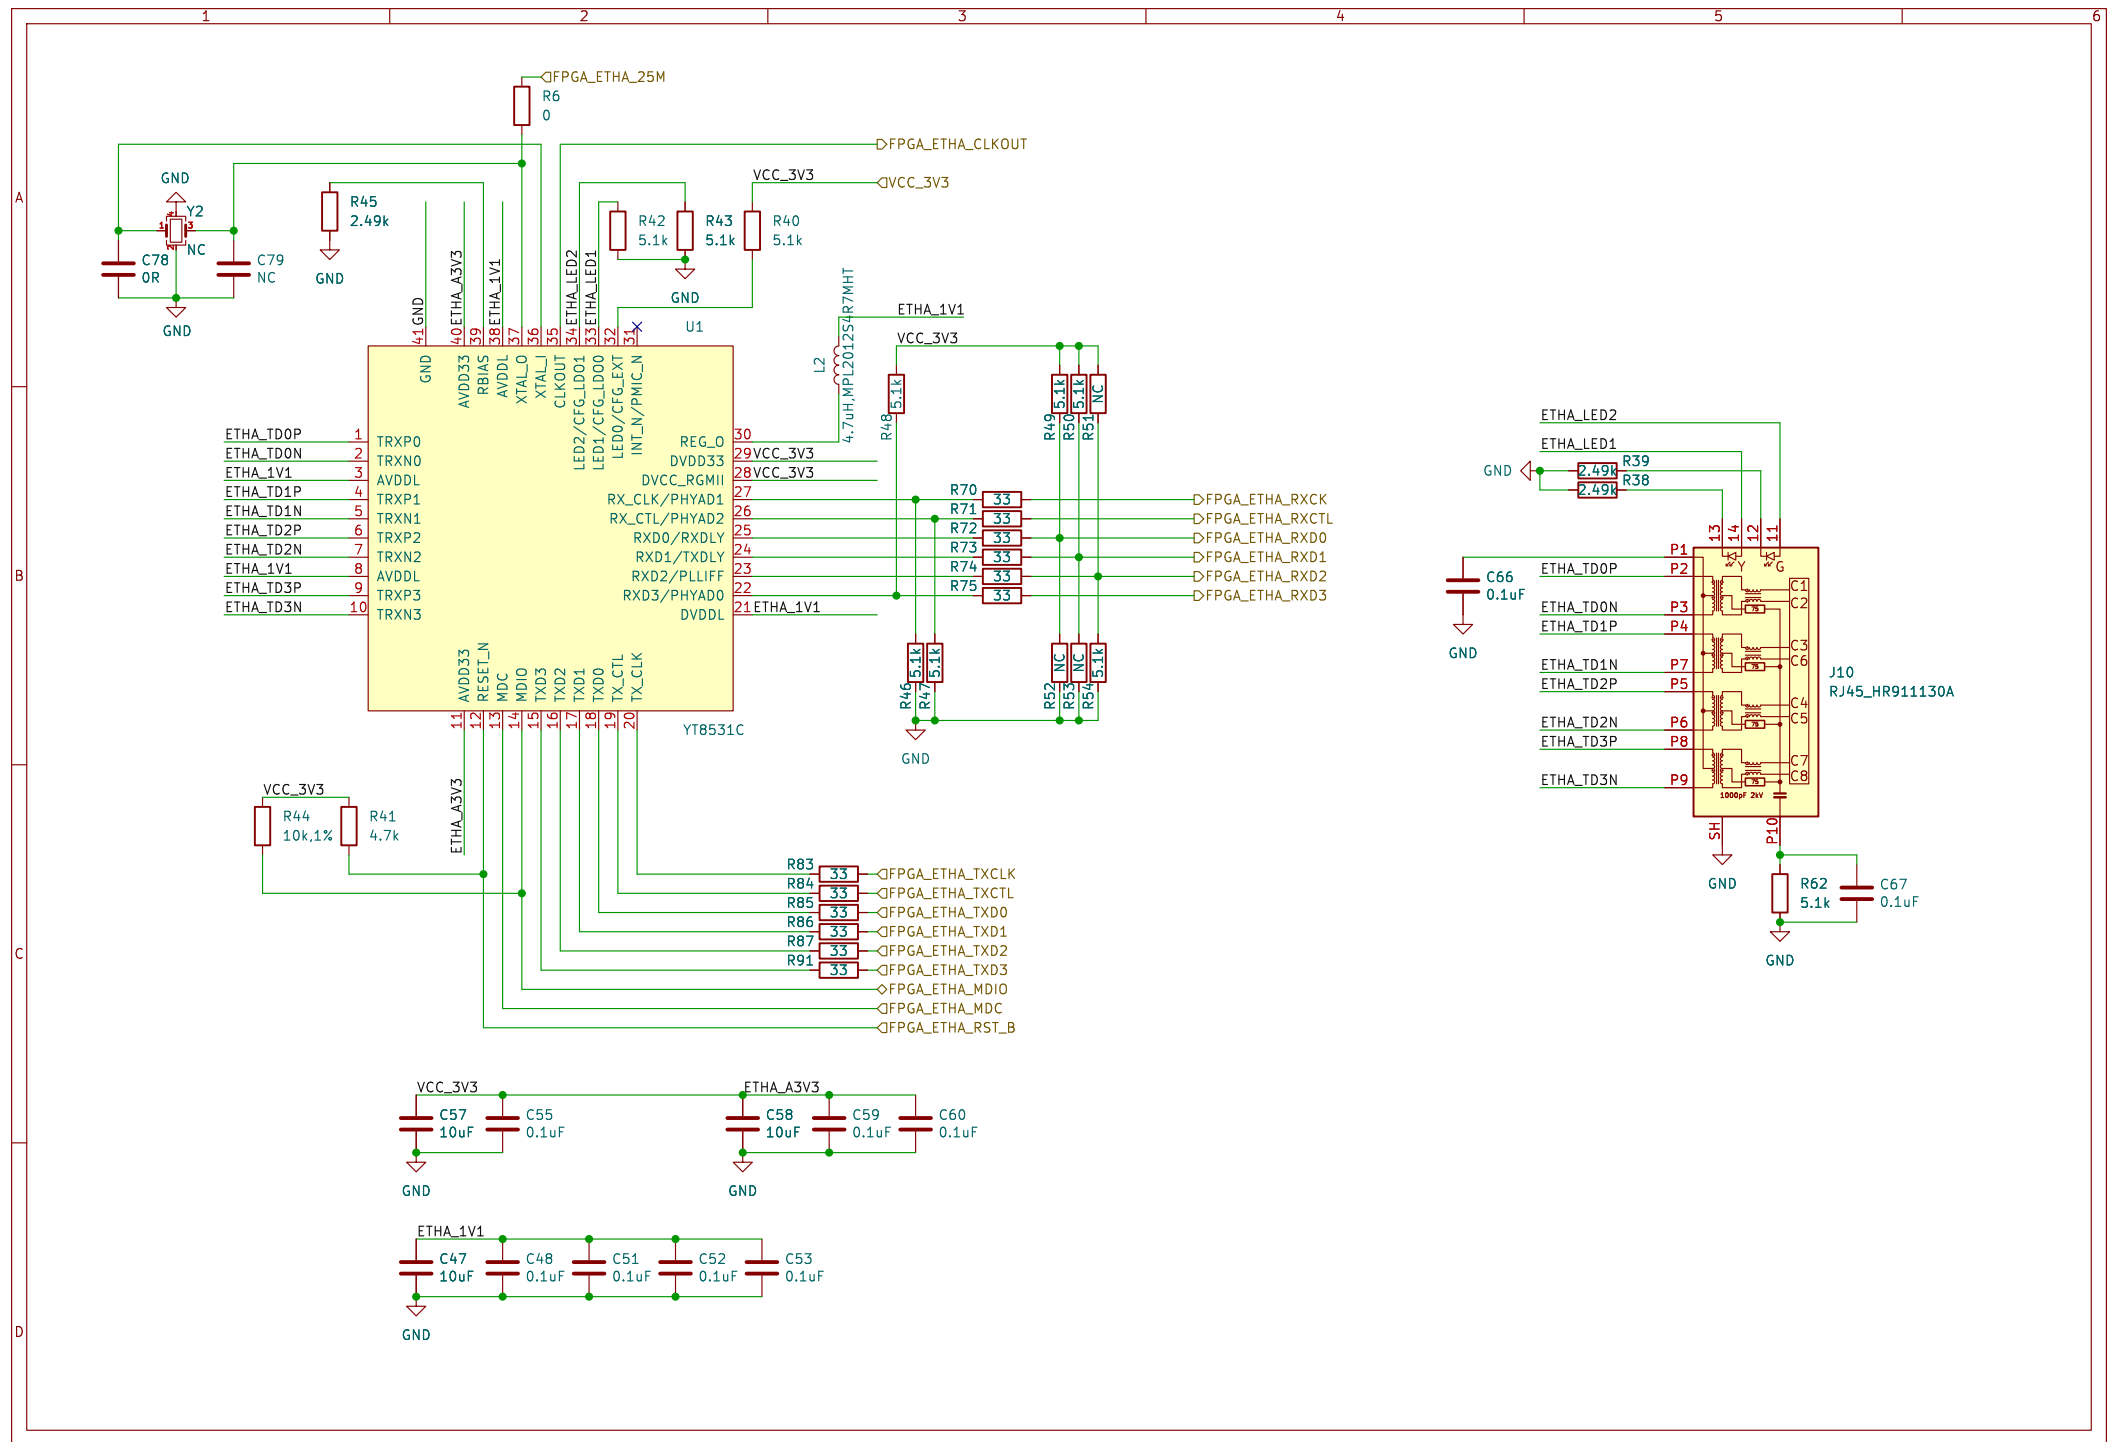 1 2 3 4 5 6
FPGA_ETHA_25M
R6
0
FPGA_ETHA_CLKOUT
VCC_3V3
VCC_3V3
A
GND
Y2
1
2
3
4
NC
C78
0R
C79
NC
GND
R45
2.49k
GND
R42
5.1k
R43
5.1k
R40
5.1k
GND
GND
ETHA_A3V3
ETHA_1V1
ETHA_LED2
ETHA_LED1
41 40 39 38 37 36 35 34 33 32 31
U1
GND
AVDD33
RBIAS
AVDDL
XTAL_O
XTAL_I
CLKOUT
LED2/CFG_LDO1
LED1/CFG_LDO0
LED0/CFG_EXT
INT_N/PMIC_N
L2
4.7uH,MPL2012S4R7MHT
ETHA_1V1
VCC_3V3
5.1k
R48
5.1k
R49
5.1k
R50
NC
R51
ETHA_TD0P 1 TRXP0
ETHA_TD0N 2 TRXN0
ETHA_1V1 3 AVDDL
ETHA_TD1P 4 TRXP1
ETHA_TD1N 5 TRXN1
ETHA_TD2P 6 TRXP2
ETHA_TD2N 7 TRXN2
ETHA_1V1 8 AVDDL
ETHA_TD3P 9 TRXP3
ETHA_TD3N 10 TRXN3
REG_O 30
DVDD33 29 VCC_3V3
DVCC_RGMII 28 VCC_3V3
RX_CLK/PHYAD1 27 R70 33 FPGA_ETHA_RXCK
RX_CTL/PHYAD2 26 R71 33 FPGA_ETHA_RXCTL
RXD0/RXDLY 25 R72 33 FPGA_ETHA_RXD0
RXD1/TXDLY 24 R73 33 FPGA_ETHA_RXD1
RXD2/PLLIFF 23 R74 33 FPGA_ETHA_RXD2
RXD3/PHYAD0 22 R75 33 FPGA_ETHA_RXD3
DVDDL 21 ETHA_1V1
B
R46
5.1k
R47
5.1k
R52
NC
R53
NC
R54
5.1k
GND
AVDD33
RESET_N
MDC
MDIO
TXD3
TXD2
TXD1
TXD0
TX_CTL
TX_CLK
11 12 13 14 15 16 17 18 19 20
YT8531C
ETHA_A3V3
VCC_3V3
R44
10k,1%
R41
4.7k
R83 33 FPGA_ETHA_TXCLK
R84 33 FPGA_ETHA_TXCTL
R85 33 FPGA_ETHA_TXD0
R86 33 FPGA_ETHA_TXD1
R87 33 FPGA_ETHA_TXD2
R91 33 FPGA_ETHA_TXD3
FPGA_ETHA_MDIO
FPGA_ETHA_MDC
FPGA_ETHA_RST_B
C
ETHA_LED2
ETHA_LED1
GND
2.49k R39
2.49k R38
13 14 12 11
Y G
C66
0.1uF
GND
P1
ETHA_TD0P P2
ETHA_TD0N P3
ETHA_TD1P P4
ETHA_TD1N P7
ETHA_TD2P P5
ETHA_TD2N P6
ETHA_TD3P P8
ETHA_TD3N P9
C1
C2
75
C3
C6
75
C4
C5
75
C7
C8
75
1000pF 2kV
J10
RJ45_HR911130A
SH
P10
GND
R62
5.1k
C67
0.1uF
GND
VCC_3V3
C57
10uF
C55
0.1uF
GND
ETHA_A3V3
C58
10uF
C59
0.1uF
C60
0.1uF
GND
ETHA_1V1
C47
10uF
C48
0.1uF
C51
0.1uF
C52
0.1uF
C53
0.1uF
GND
D